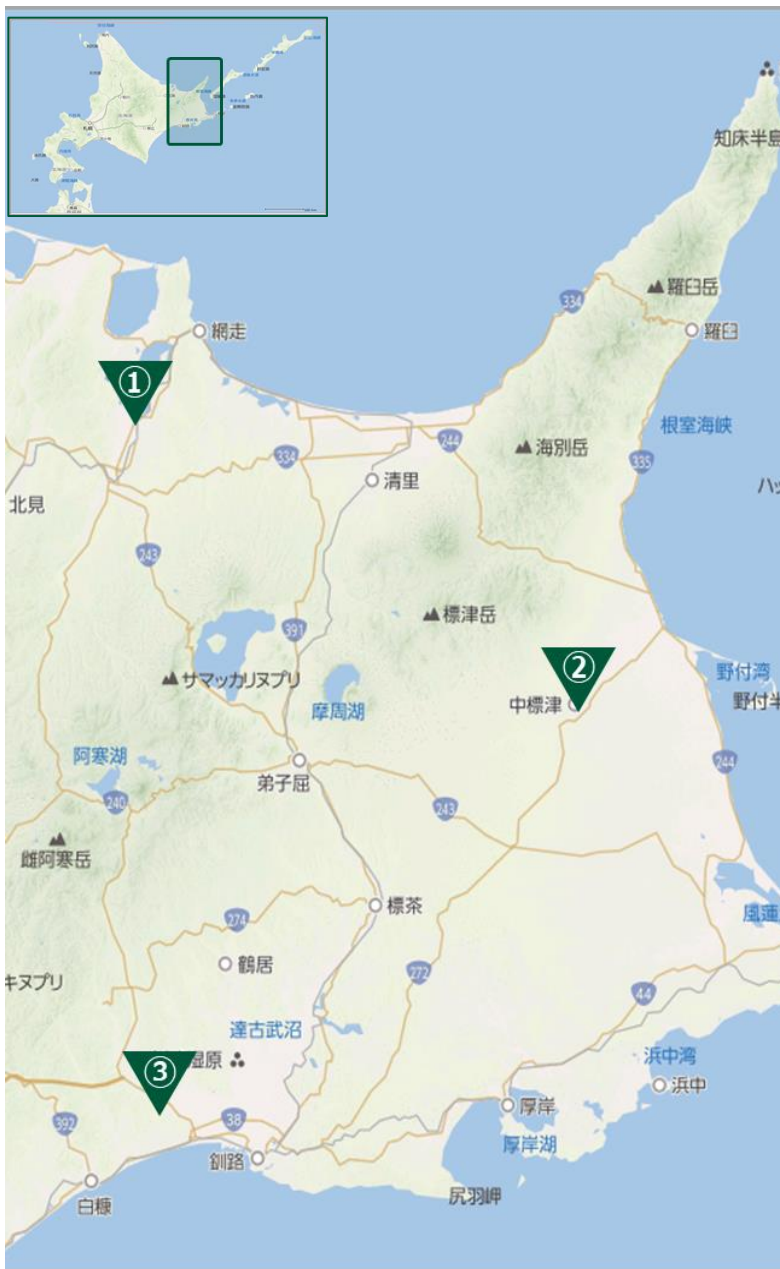 知床半島
羅臼岳
334
羅臼
網走
①
根室海峡
244
海別岳
334
335
清里
ハッ
北見
243
標津岳
391
②
野付湾
サマッカリヌプリ
野付半
摩周湖
中標津
阿寒湖
244
弟子屈
240
243
雌阿寒岳
標茶
風蓮
274
鶴居
272
キヌプリ
44
達古武沼
浜中湾
③
湿原
浜中
厚岸
392
38
厚岸湖
釧路
白糠
尻羽岬